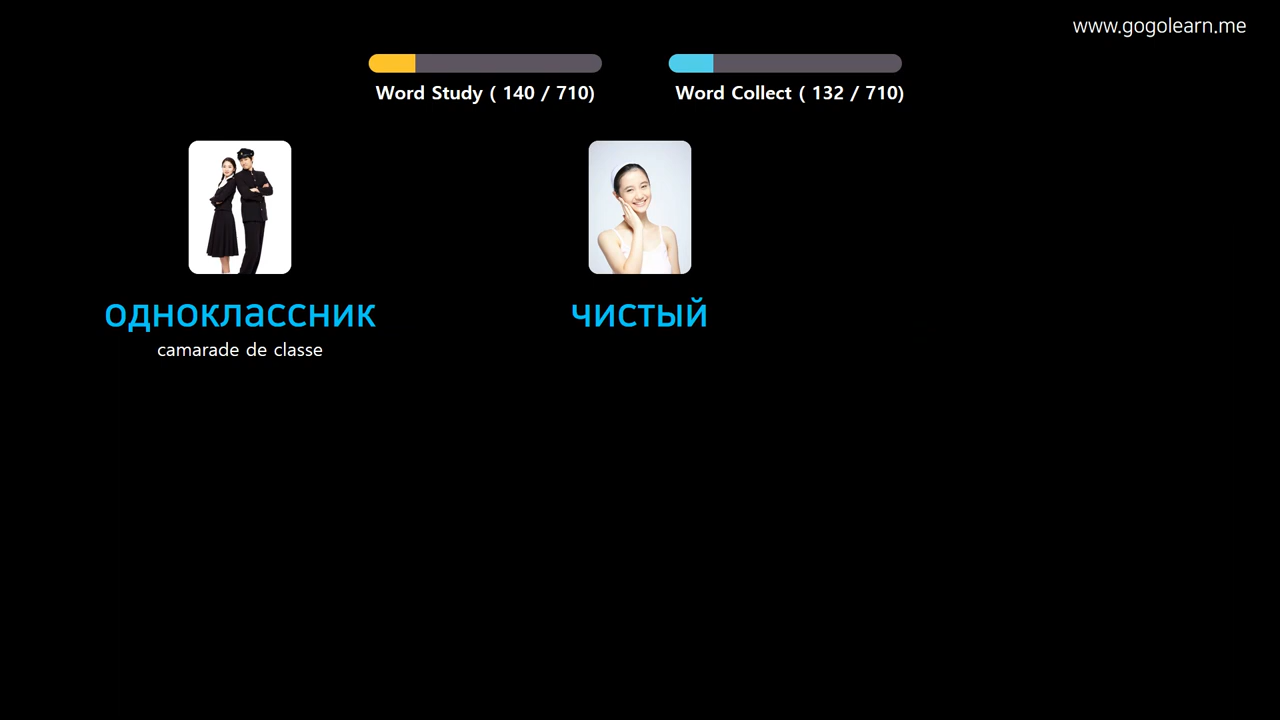 www.gogolearn.me
Word Study ( 140 / 710)
Word Collect ( 132 / 710)
одноклассник
camarade de classe
чистый